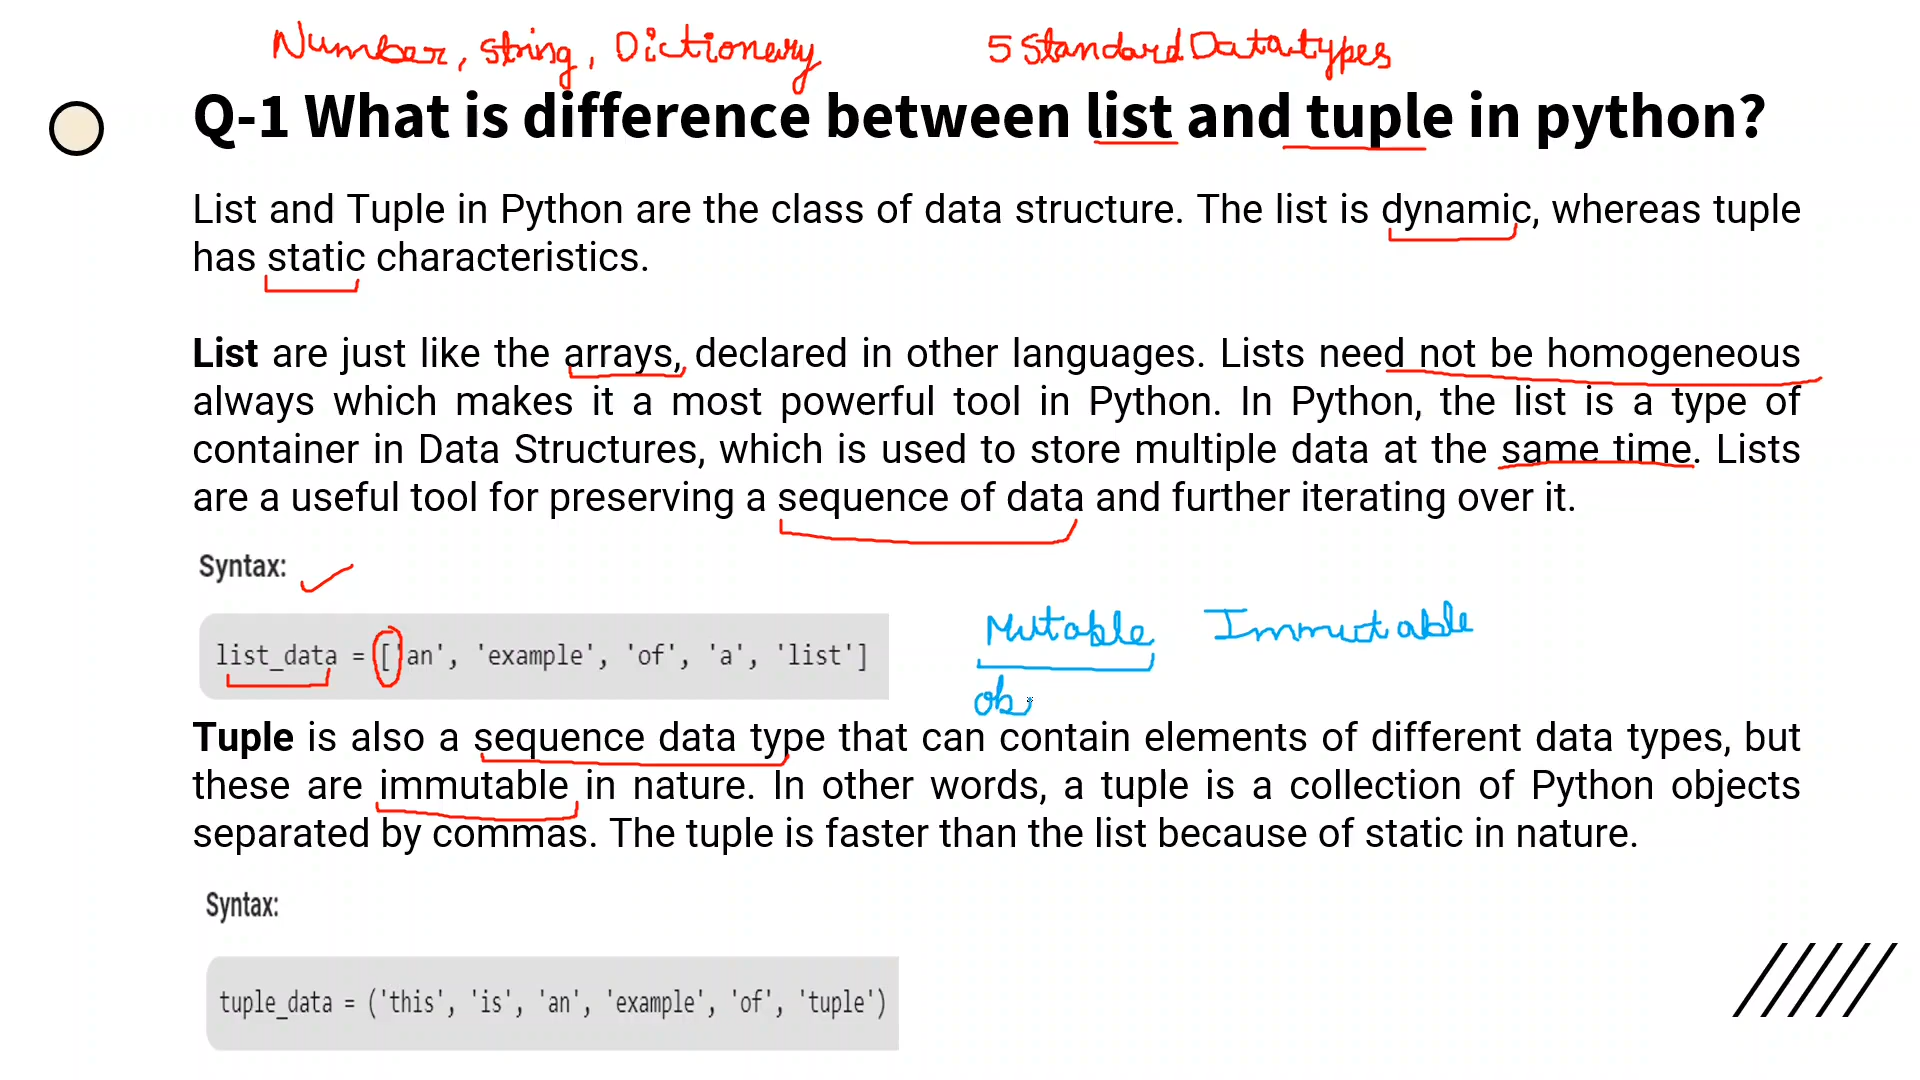 Number, String, Dictionery 5 Standard Datatypes
Q-1 What is difference between list and tuple in python?
List and Tuple in Python are the class of data structure. The list is dynamic, whereas tuple
has static characteristics.
List are just like the arrays, declared in other languages. Lists need not be homogeneous
always which makes it a most powerful tool in Python. In Python, the list is a type of
container in Data Structures, which is used to store multiple data at the same time. Lists
are a useful tool for preserving a sequence of data and further iterating over it.
Syntax:
list_data = ['an', 'example', 'of', 'a', 'list']
Mutable Immutable
ob
Tuple is also a sequence data type that can contain elements of different data types, but
these are immutable in nature. In other words, a tuple is a collection of Python objects
separated by commas. The tuple is faster than the list because of static in nature.
Syntax:
tuple_data = ('this', 'is', 'an', 'example', 'of', 'tuple')